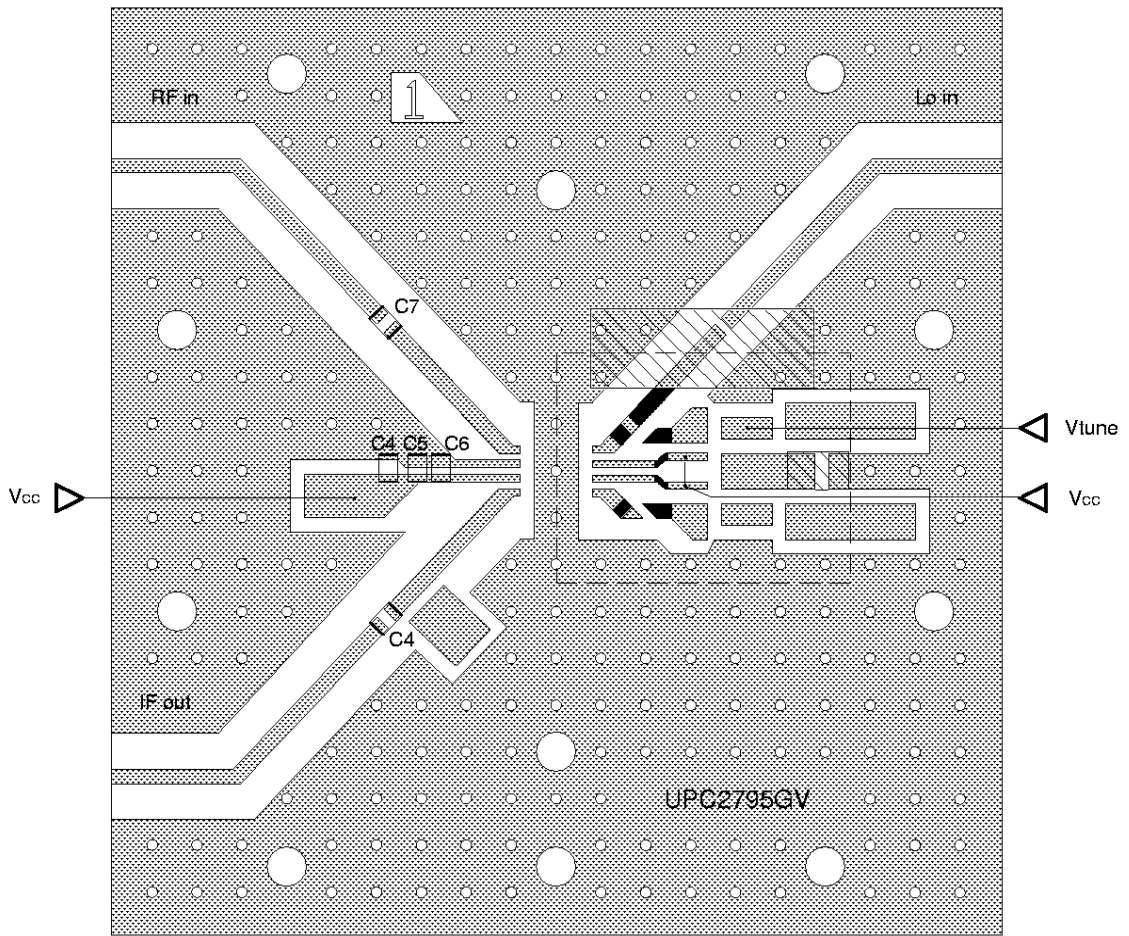 RF in
1
Lo in
C7
C4 C5 C6
Vtune
Vcc
Vcc
C4
IF out
UPC2795GV